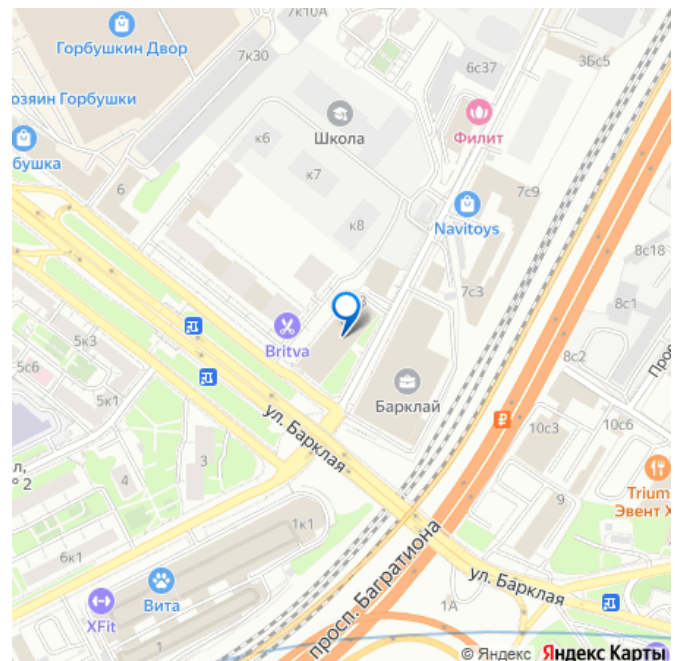 7к10А
Горбушкин Двор
7к30
6с37
3Бс5
озяин Горбушки
Школа
Филит
бушка
к6
6
к7
7с9
Navitoys
к8
8с18
7с3
8с1
Britva
5к3
5с6
Барклай
8с2
Про
5к1
ул. Барклая
10с3
10с6
л,
° 2
4
3
Trium
Эвент Х
9
1к1
6к1
просп. Багратиона
ул. Барклая
Вита
XFit
1А
1
© Яндекс Яндекс Карты